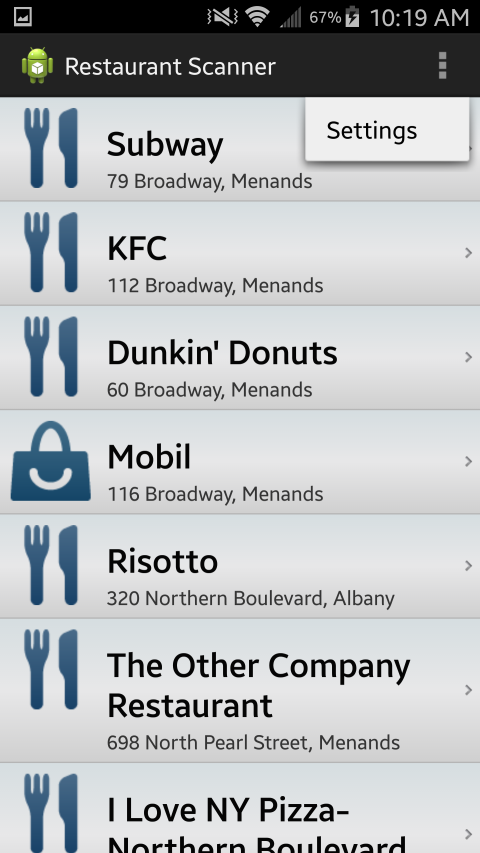 67% 10:19 AM
Restaurant Scanner
Settings
Subway
79 Broadway, Menands
KFC
112 Broadway, Menands
Dunkin' Donuts
60 Broadway, Menands
Mobil
116 Broadway, Menands
Risotto
320 Northern Boulevard, Albany
The Other Company
Restaurant
698 North Pearl Street, Menands
I Love NY Pizza-
Northern Boulevard